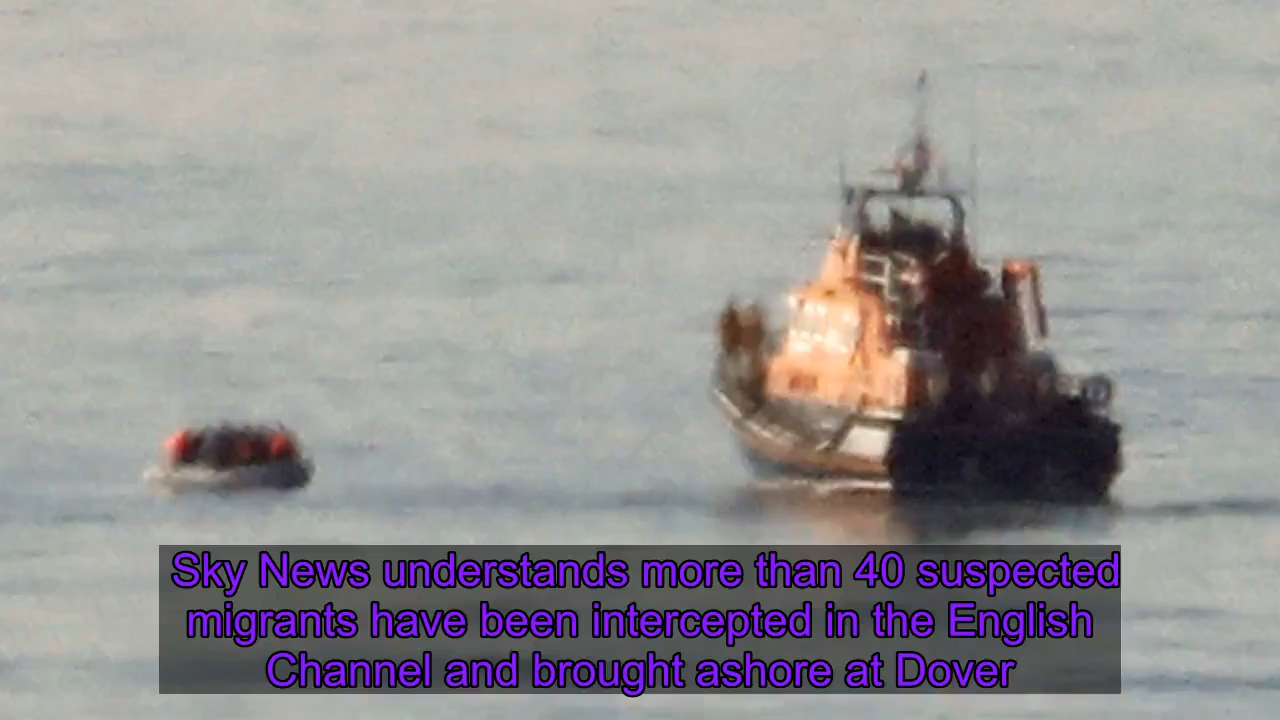 Sky News understands more than 40 suspected
migrants have been intercepted in the English
Channel and brought ashore at Dover